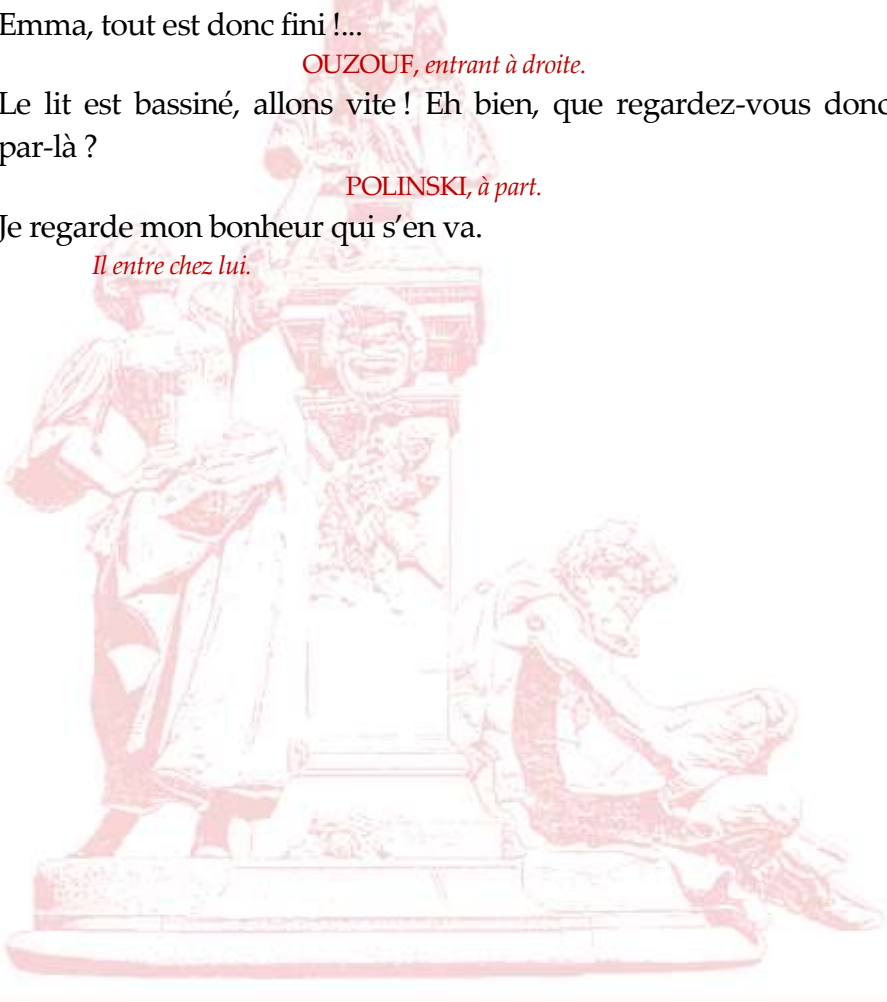 Emma, tout est donc fini !...
OUZOUF, entrant à droite.
Le lit est bassiné, allons vite ! Eh bien, que regardez-vous donc
par-là ?
POLINSKI, à part.
Je regarde mon bonheur qui s’en va.
Il entre chez lui.